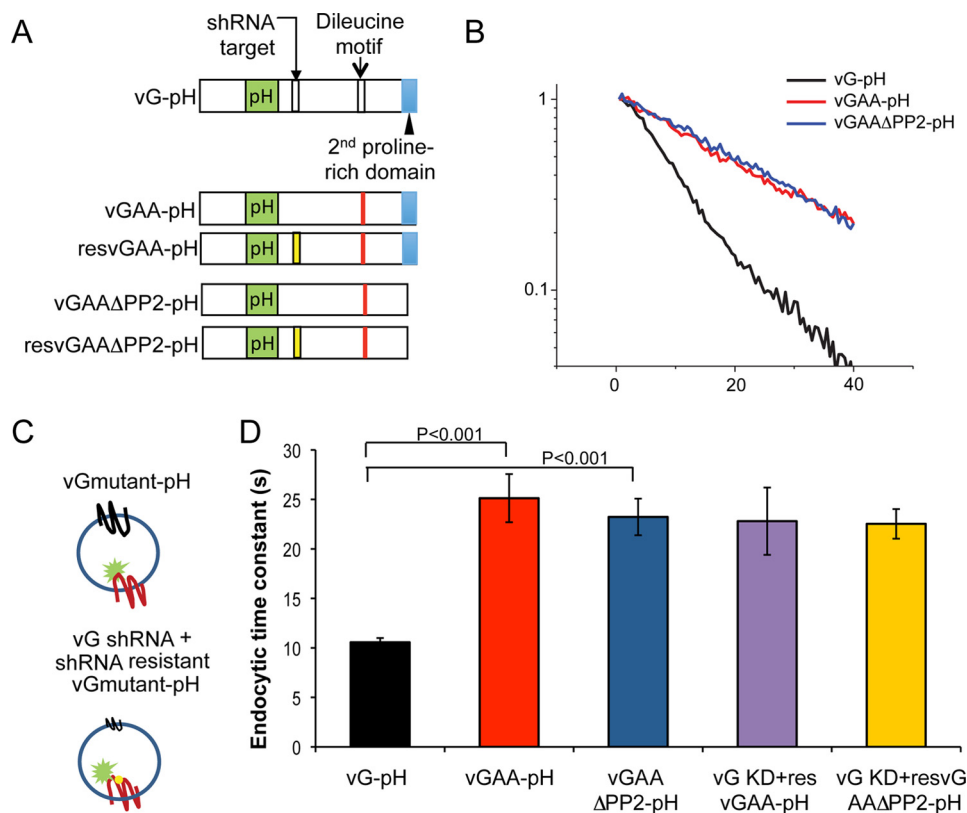 A
shRNA
target
Dileucine
motif
vG-pH
pH
2nd proline-
rich domain
vGAA-pH
pH
resvGAA-pH
pH
vGAAΔPP2-pH
pH
resvGAAΔPP2-pH
pH
B
vG-pH
vGAA-pH
vGAAΔPP2-pH
1
0.1
0
20
40
C
vGmutant-pH
vG shRNA +
shRNA resistant
vGmutant-pH
D
P<0.001
P<0.001
Endocytic time constant (s)
30
25
20
15
10
5
0
vG-pH
vGAA-pH
vGAA
ΔPP2-pH
vG KD+res
vGAA-pH
vG KD+resvG
AAΔPP2-pH